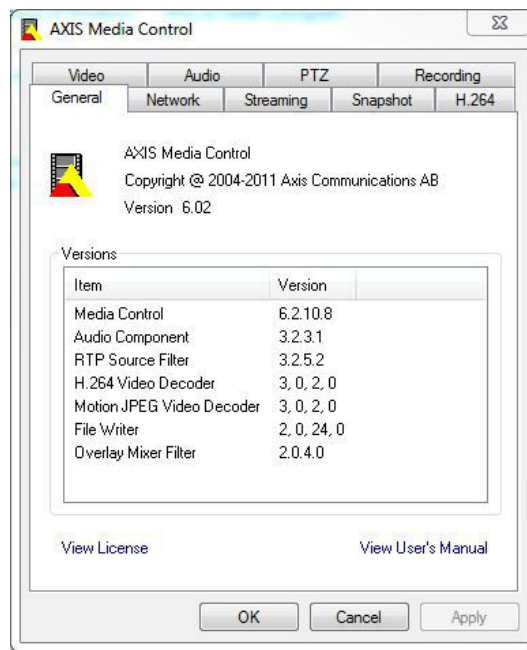 AXIS Media Control
Video Audio PTZ Recording
General Network Streaming Snapshot H.264
AXIS Media Control
Copyright @ 2004-2011 Axis Communications AB
Version 6.02
Versions
Item Version
Media Control 6.2.10.8
Audio Component 3.2.3.1
RTP Source Filter 3.2.5.2
H.264 Video Decoder 3, 0, 2, 0
Motion JPEG Video Decoder 3, 0, 2, 0
File Writer 2, 0, 24, 0
Overlay Mixer Filter 2.0.4.0
View License View User's Manual
OK Cancel Apply